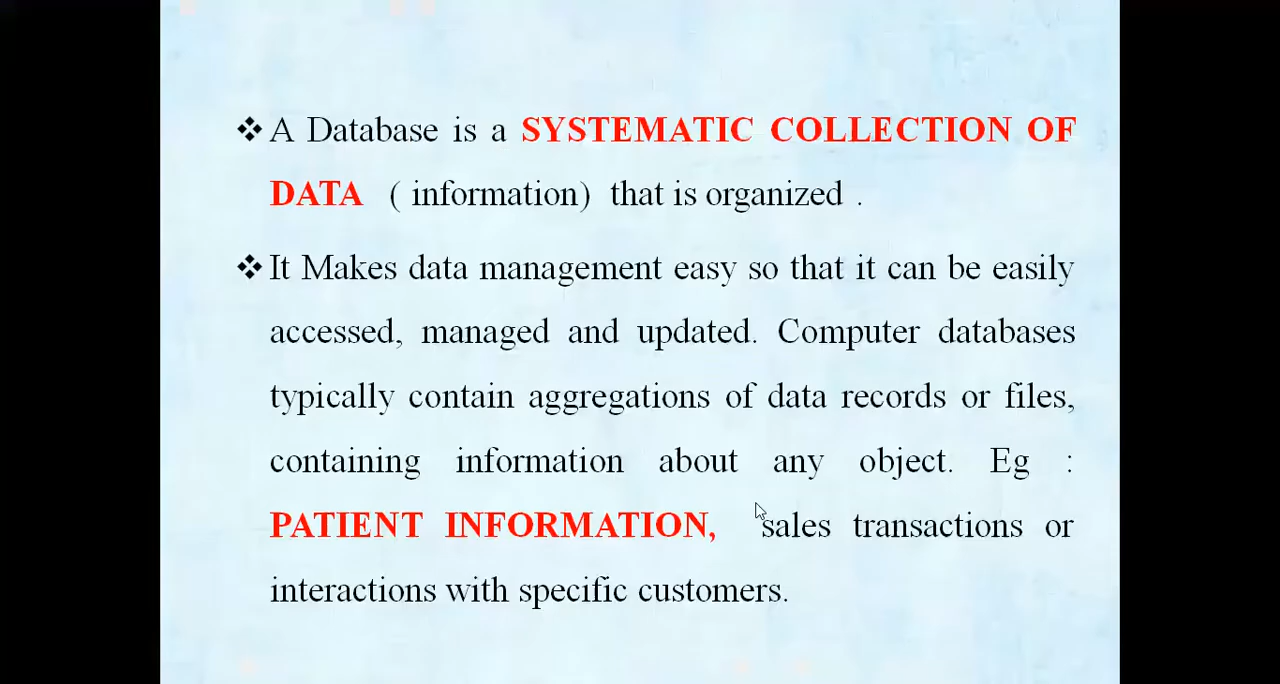 ❖ A Database is a SYSTEMATIC COLLECTION OF
DATA ( information) that is organized .
❖ It Makes data management easy so that it can be easily
accessed, managed and updated. Computer databases
typically contain aggregations of data records or files,
containing information about any object. Eg :
PATIENT INFORMATION, sales transactions or
interactions with specific customers.